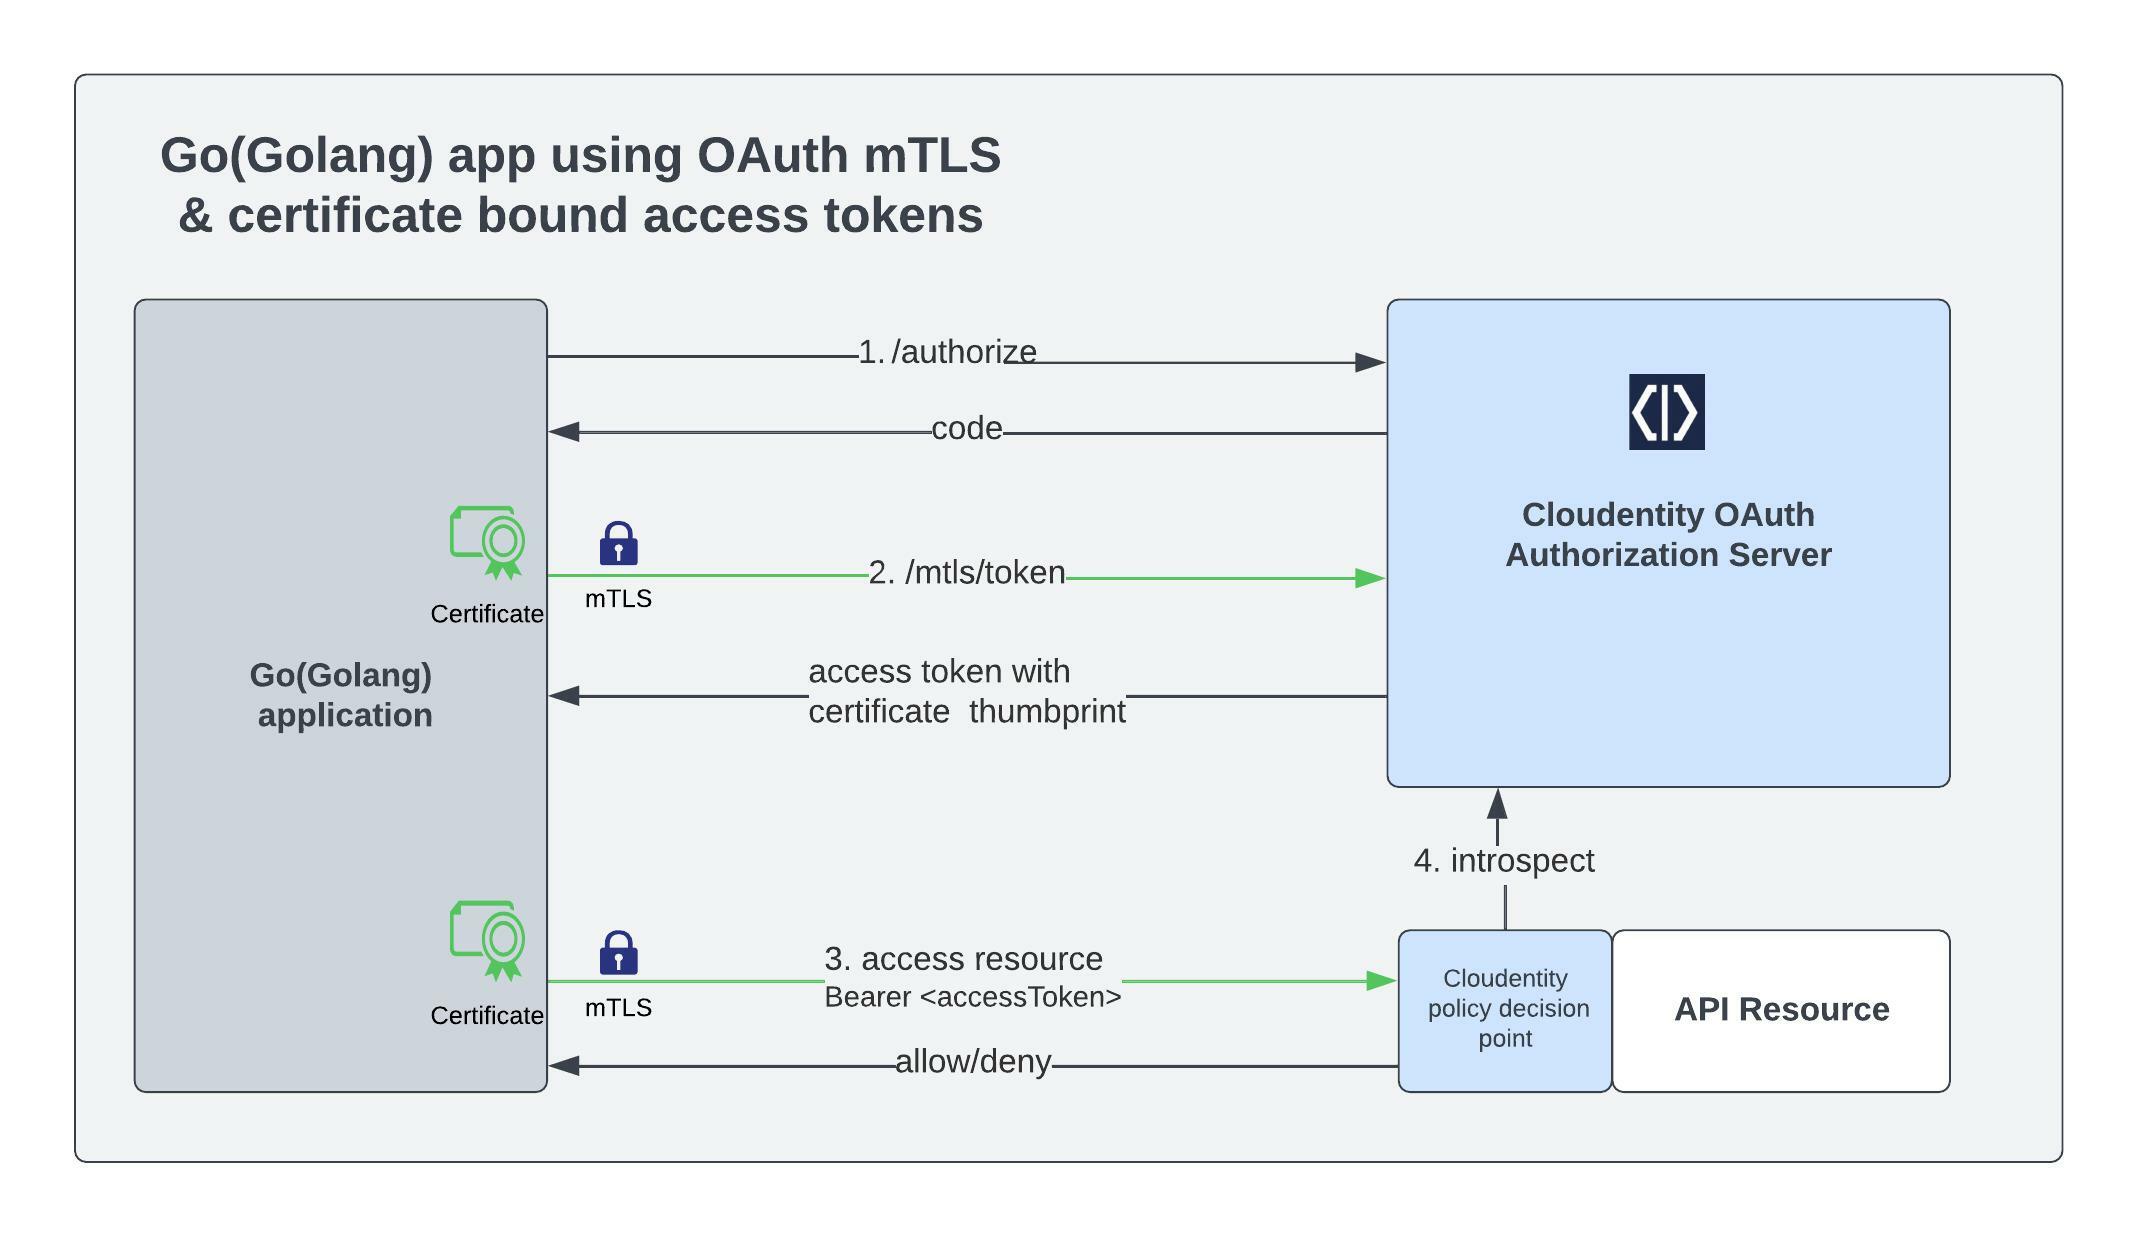 Go(Golang) app using OAuth mTLS
& certificate bound access tokens
1. /authorize
code
Cloudentity OAuth
Authorization Server
2. /mtls/token
mTLS
Certificate
Go(Golang)
application
access token with
certificate  thumbprint
4. introspect
3. access resource
Bearer <accessToken>
mTLS
Certificate
Cloudentity
policy decision
point
API Resource
allow/deny